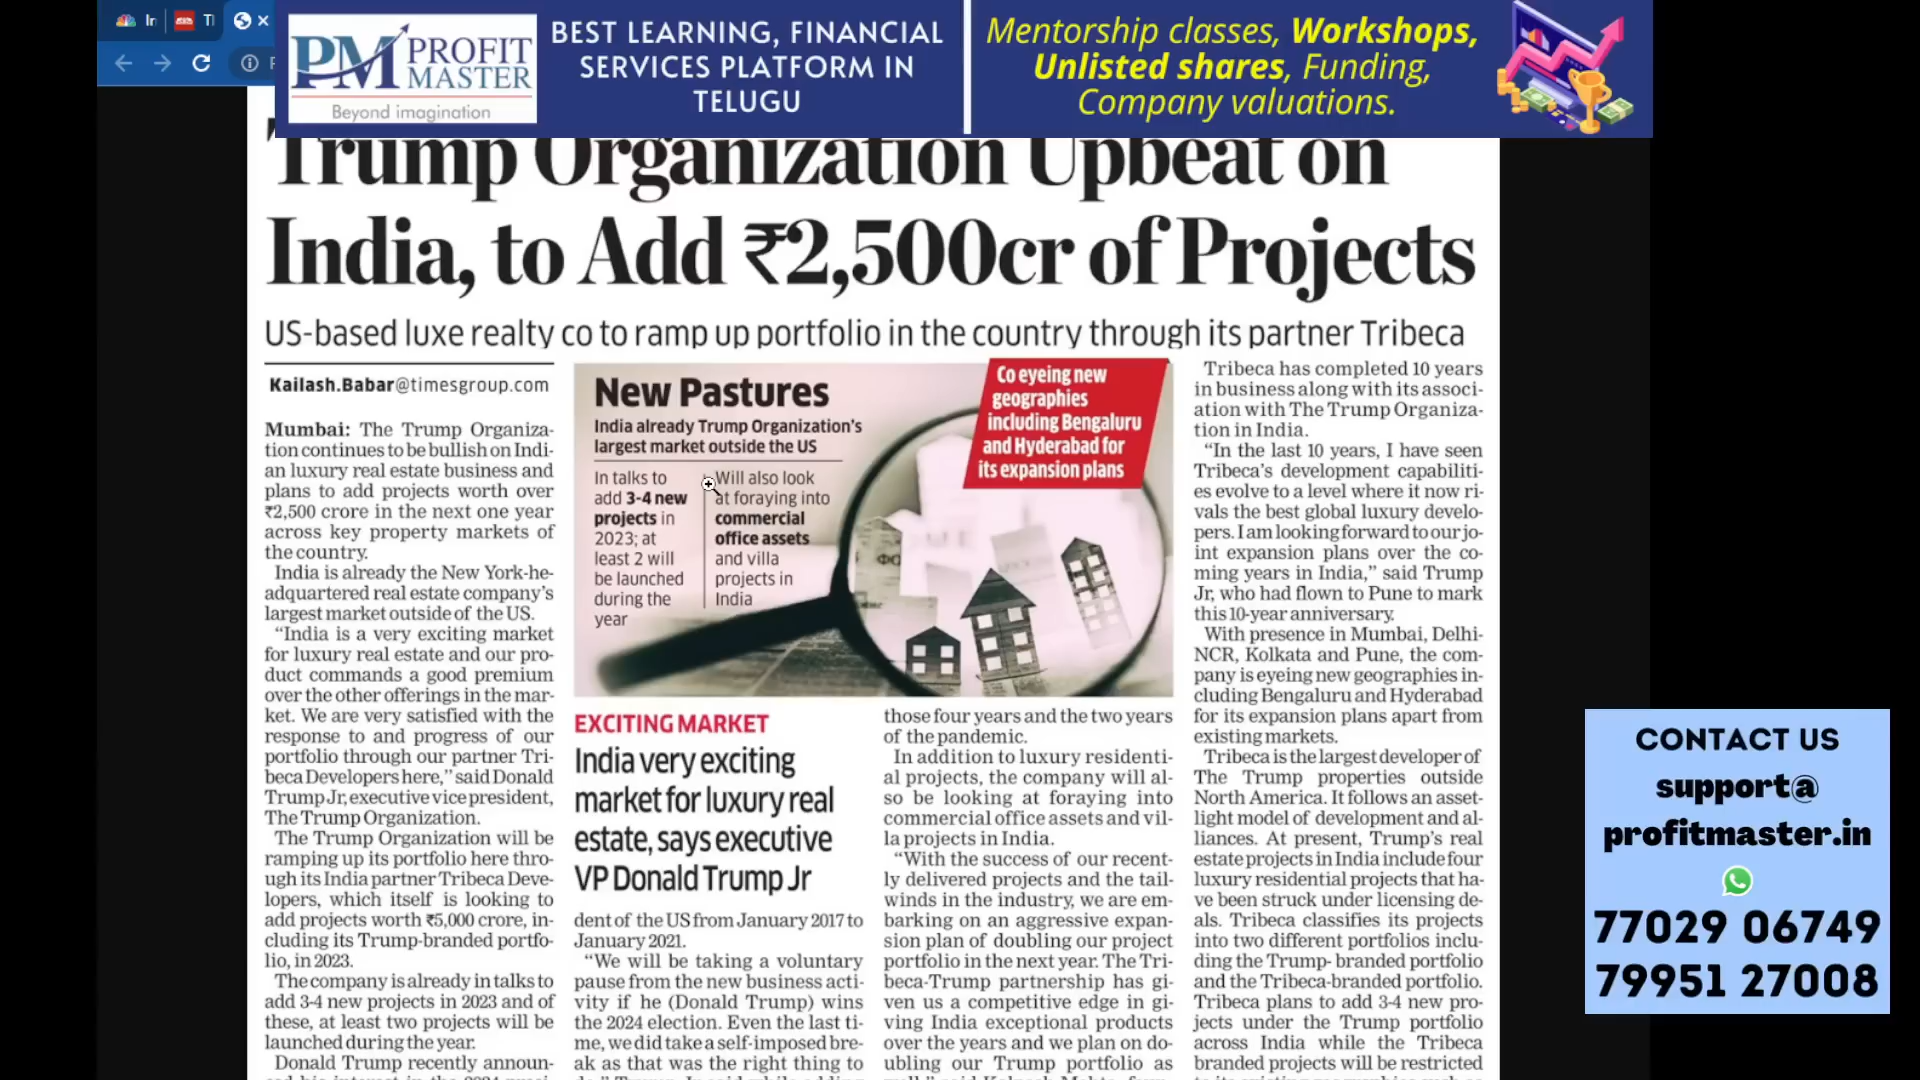 In
TI
PM PROFIT
MASTER
Beyond imagination
BEST LEARNING, FINANCIAL
SERVICES PLATFORM IN
TELUGU
Mentorship classes, Workshops,
Unlisted shares, Funding,
Company valuations.
Trump Organization Upbeat on
India, to Add ₹2,500cr of Projects
US-based luxe realty co to ramp up portfolio in the country through its partner Tribeca
Kailash.Babar@timesgroup.com
Mumbai: The Trump Organiza-
tion continues to be bullish on Indi-
an luxury real estate business and
plans to add projects worth over
₹2,500 crore in the next one year
across key property markets of
the country.
India is already the New York-he-
adquartered real estate company's
largest market outside of the US.
"India is a very exciting market
for luxury real estate and our pro-
duct commands a good premium
over the other offerings in the mar-
ket. We are very satisfied with the
response to and progress of our
portfolio through our partner Tri-
beca Developers here," said Donald
Trump Jr, executive vice president,
The Trump Organization.
The Trump Organization will be
ramping up its portfolio here thro-
ugh its India partner Tribeca Deve-
lopers, which itself is looking to
add projects worth ₹5,000 crore, in-
cluding its Trump-branded portfo-
lio, in 2023.
The company is already in talks to
add 3-4 new projects in 2023 and of
these, at least two projects will be
launched during the year.
Donald Trump recently announ-
New Pastures
India already Trump Organization's
largest market outside the US
In talks to
add 3-4 new
projects in
2023; at
least 2 will
be launched
during the
year
Will also look
at foraying into
commercial
office assets
and villa
projects in
India
Co eyeing new
geographies
including Bengaluru
and Hyderabad for
its expansion plans
EXCITING MARKET
India very exciting
market for luxury real
estate, says executive
VP Donald Trump Jr
dent of the US from January 2017 to
January 2021.
"We will be taking a voluntary
pause from the new business acti-
vity if he (Donald Trump) wins
the 2024 election. Even the last ti-
me, we did take a self-imposed bre-
ak as that was the right thing to
those four years and the two years
of the pandemic.
In addition to luxury residenti-
al projects, the company will al-
so be looking at foraying into
commercial office assets and vil-
la projects in India.
"With the success of our recent-
ly delivered projects and the tail-
winds in the industry, we are em-
barking on an aggressive expan-
sion plan of doubling our project
portfolio in the next year. The Tri-
beca-Trump partnership has gi-
ven us a competitive edge in gi-
ving India exceptional products
over the years and we plan on do-
ubling our Trump portfolio as
Tribeca has completed 10 years
in business along with its associ-
ation with The Trump Organiza-
tion in India.
"In the last 10 years, I have seen
Tribeca's development capabiliti-
es evolve to a level where it now ri-
vals the best global luxury develo-
pers. I am looking forward to our jo-
int expansion plans over the co-
ming years in India," said Trump
Jr, who had flown to Pune to mark
this 10-year anniversary.
With presence in Mumbai, Delhi-
NCR, Kolkata and Pune, the com-
pany is eyeing new geographies in-
cluding Bengaluru and Hyderabad
for its expansion plans apart from
existing markets.
Tribeca is the largest developer of
The Trump properties outside
North America. It follows an asset-
light model of development and al-
liances. At present, Trump's real
estate projects in India include four
luxury residential projects that ha-
ve been struck under licensing de-
als. Tribeca classifies its projects
into two different portfolios inclu-
ding the Trump- branded portfolio
and the Tribeca-branded portfolio.
Tribeca plans to add 3-4 new pro-
jects under the Trump portfolio
across India while the Tribeca
branded projects will be restricted
CONTACT US
support@
profitmaster.in
77029 06749
79951 27008